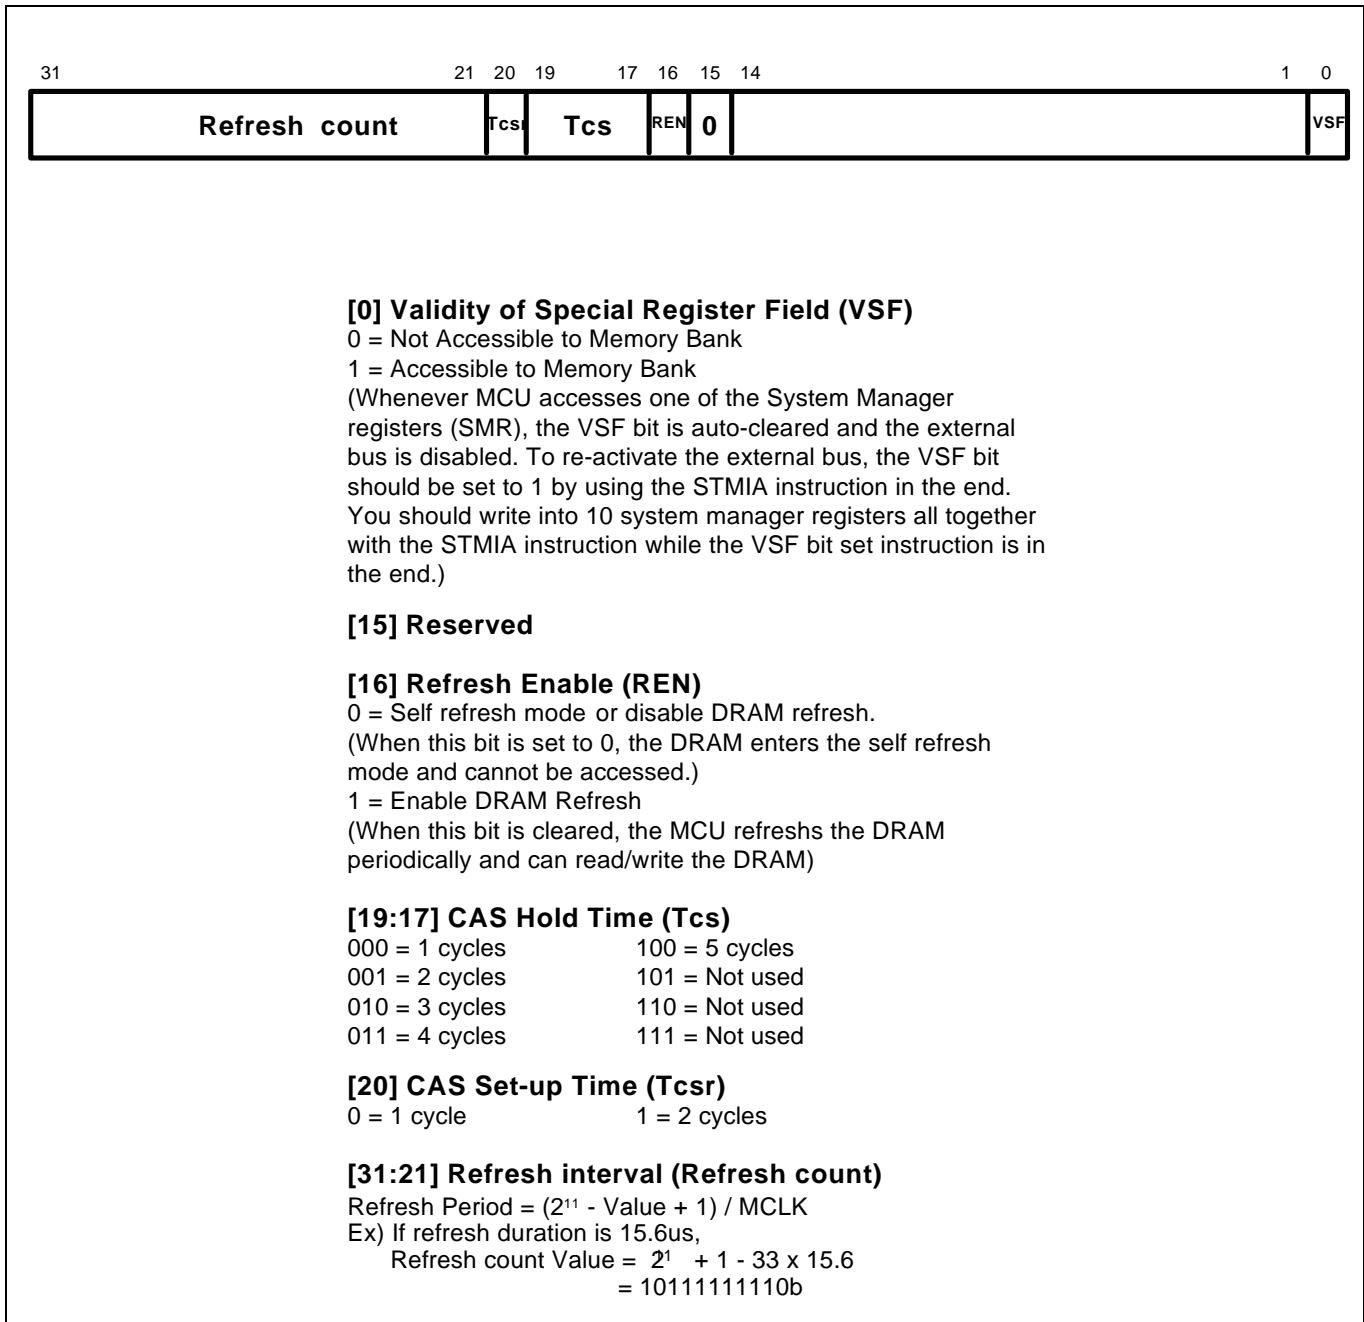 31 21 20 19 17 16 15 14 1 0
Refresh count Tcsr Tcs REN 0 VSF
[0] Validity of Special Register Field (VSF)
0 = Not Accessible to Memory Bank
1 = Accessible to Memory Bank
(Whenever MCU accesses one of the System Manager
registers (SMR), the VSF bit is auto-cleared and the external
bus is disabled. To re-activate the external bus, the VSF bit
should be set to 1 by using the STMIA instruction in the end.
You should write into 10 system manager registers all together
with the STMIA instruction while the VSF bit set instruction is in
the end.)
[15] Reserved
[16] Refresh Enable (REN)
0 = Self refresh mode or disable DRAM refresh.
(When this bit is set to 0, the DRAM enters the self refresh
mode and cannot be accessed.)
1 = Enable DRAM Refresh
(When this bit is cleared, the MCU refreshs the DRAM
periodically and can read/write the DRAM)
[19:17] CAS Hold Time (Tcs)
000 = 1 cycles 100 = 5 cycles
001 = 2 cycles 101 = Not used
010 = 3 cycles 110 = Not used
011 = 4 cycles 111 = Not used
[20] CAS Set-up Time (Tcsr)
0 = 1 cycle 1 = 2 cycles
[31:21] Refresh interval (Refresh count)
Refresh Period = (2¹¹ - Value + 1) / MCLK
Ex) If refresh duration is 15.6us,
Refresh count Value = 2¹¹ + 1 - 33 x 15.6
= 10111111110b